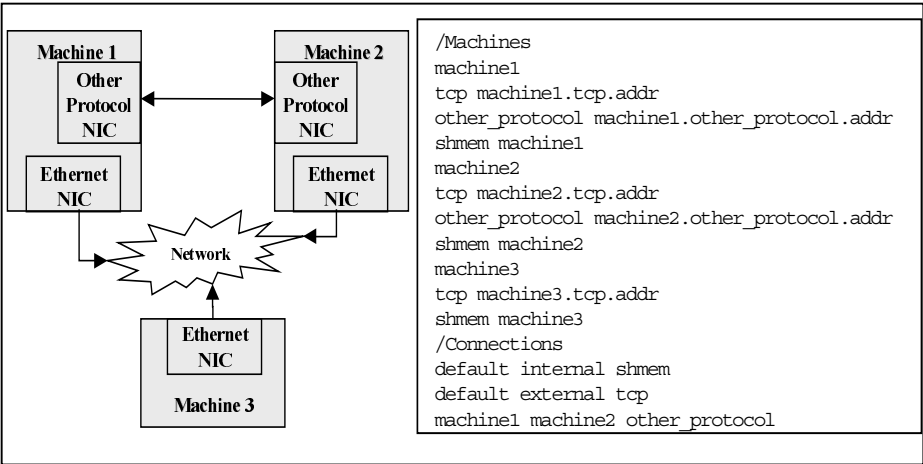 Machine 1
Other
Protocol
NIC
Ethernet
NIC
Machine 2
Other
Protocol
NIC
Ethernet
NIC
Network
Ethernet
NIC
Machine 3
/Machines
machine1
tcp machine1.tcp.addr
other_protocol machine1.other_protocol.addr
shmem machine1
machine2
tcp machine2.tcp.addr
other_protocol machine2.other_protocol.addr
shmem machine2
machine3
tcp machine3.tcp.addr
shmem machine3
/Connections
default internal shmem
default external tcp
machine1 machine2 other_protocol